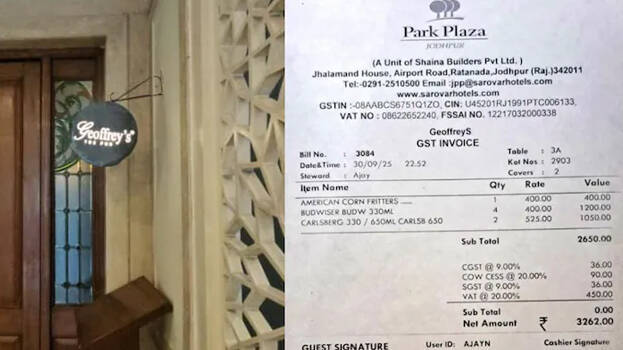 Geoffrey's
THE PUB
Park Plaza
JODHPUR
(A Unit of Shaina Builders Pvt Ltd. )
Jhalamand House, Airport Road,Ratanada,Jodhpur (Raj.)342011
Tel:-0291-2510500 Email :jpp@sarovarhotels.com
www.sarovarhotels.com
GSTIN :-08AABCS6751Q1ZO, CIN: U45201RJ1991PTC006133,
VAT NO : 08622652240, FSSAI NO. 12217032000338
GeoffreyS
GST INVOICE
Bill No. : 3084 Table : 3A
Date&Time : 30/09/25 22.52 Kot Nos : 2903
Steward : Ajay Covers : 2
Item Name Qty Rate Value
AMERICAN CORN FRITTERS 1 400.00 400.00
BUDWISER BUDW 330ML 4 400.00 1200.00
CARLSBERG 330 / 650ML CARLSB 650 2 525.00 1050.00
Sub Total 2650.00
CGST @ 9.00% 36.00
COW CESS @ 20.00% 90.00
SGST @ 9.00% 36.00
VAT @ 20.00% 450.00
Sub Total 0.00
Net Amount ₹ 3262.00
GUEST SIGNATURE User ID: AJAYN Cashier Signature